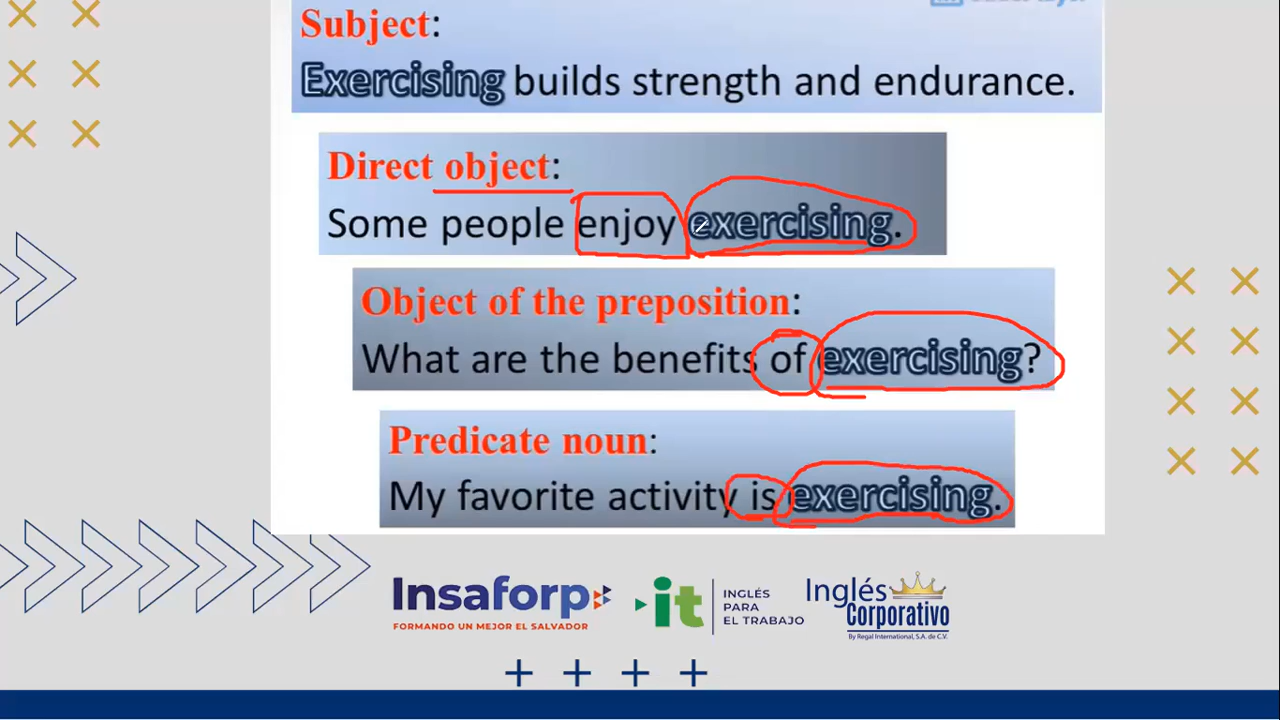 Subject:
Exercising builds strength and endurance.
Direct object:
Some people enjoy exercising.
Object of the preposition:
What are the benefits of exercising?
Predicate noun:
My favorite activity is exercising.
Insaforp
FORMANDO UN MEJOR EL SALVADOR
it
INGLÉS
PARA
EL TRABAJO
Inglés
Corporativo
By Regal International, S.A. de C.V.